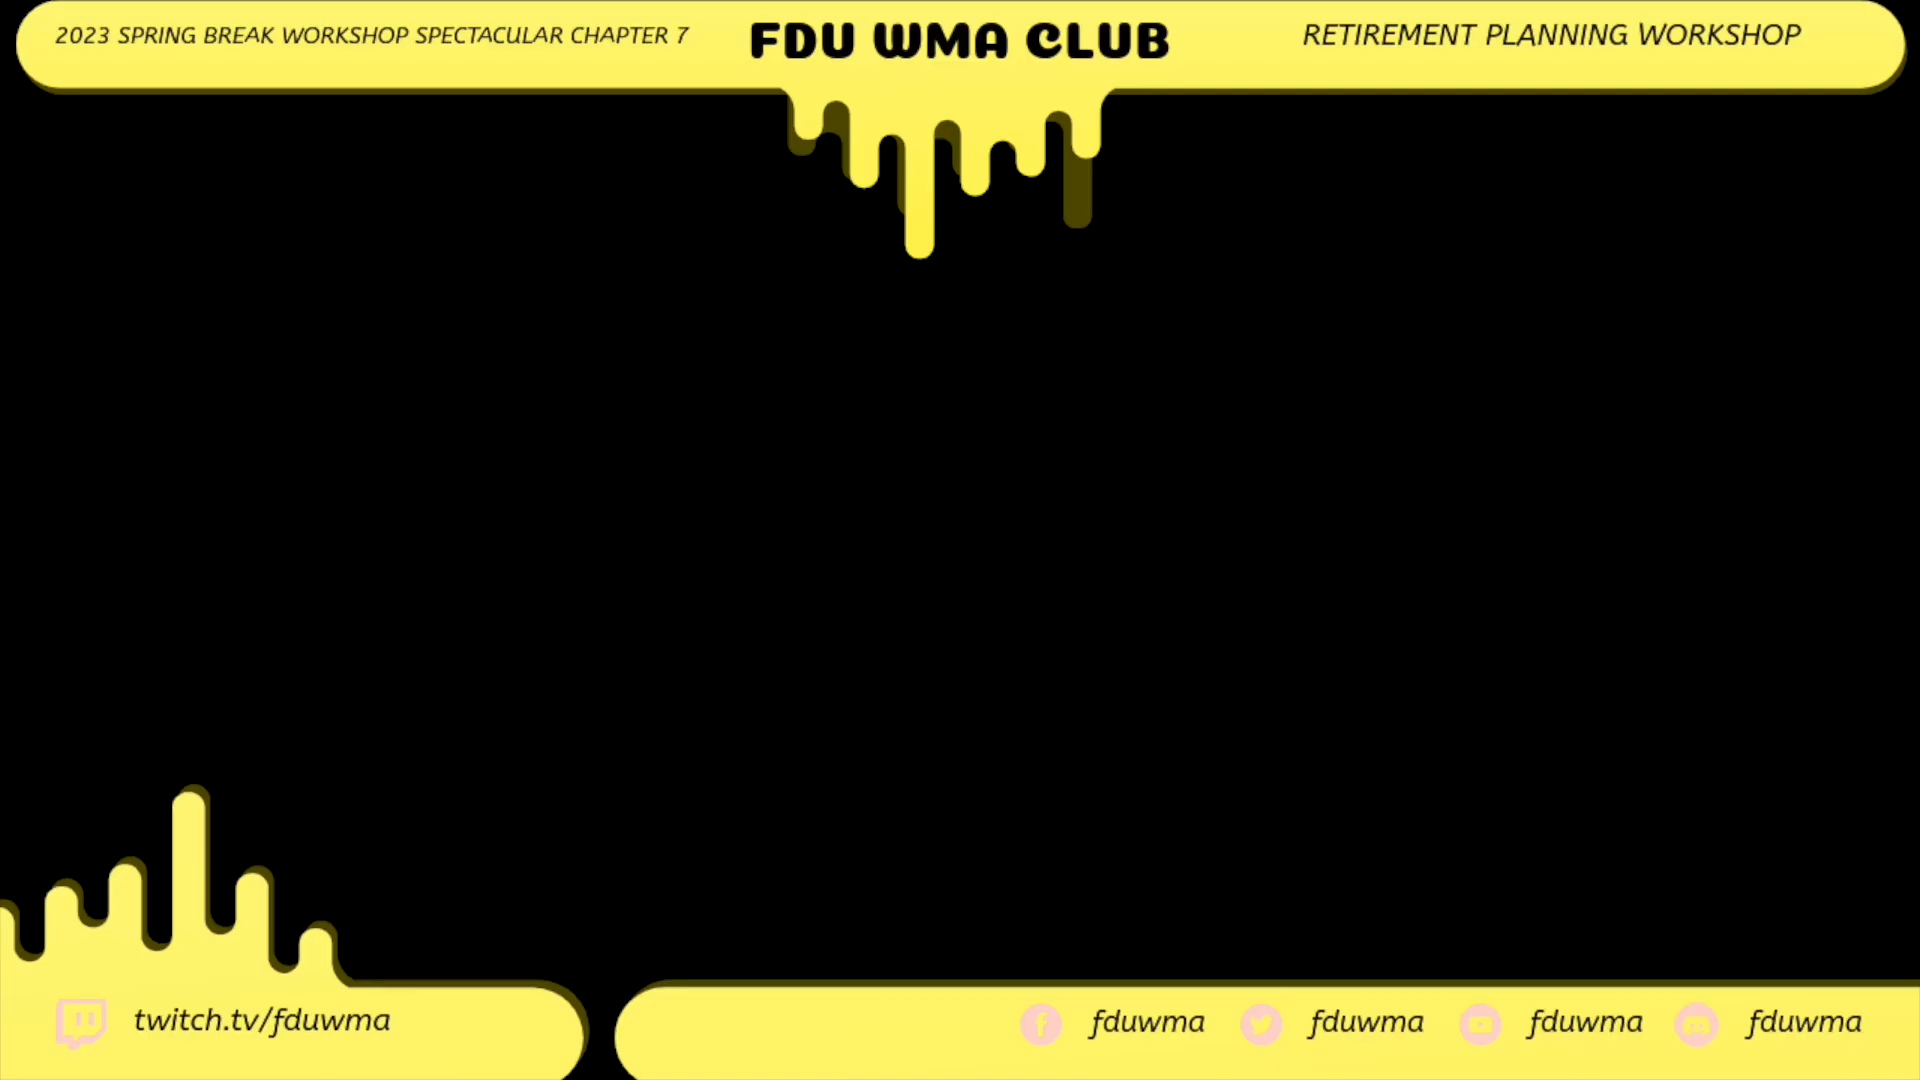 2023 SPRING BREAK WORKSHOP SPECTACULAR CHAPTER 7
FDU WMA CLUB
RETIREMENT PLANNING WORKSHOP
twitch.tv/fduwma
fduwma
fduwma
fduwma
fduwma